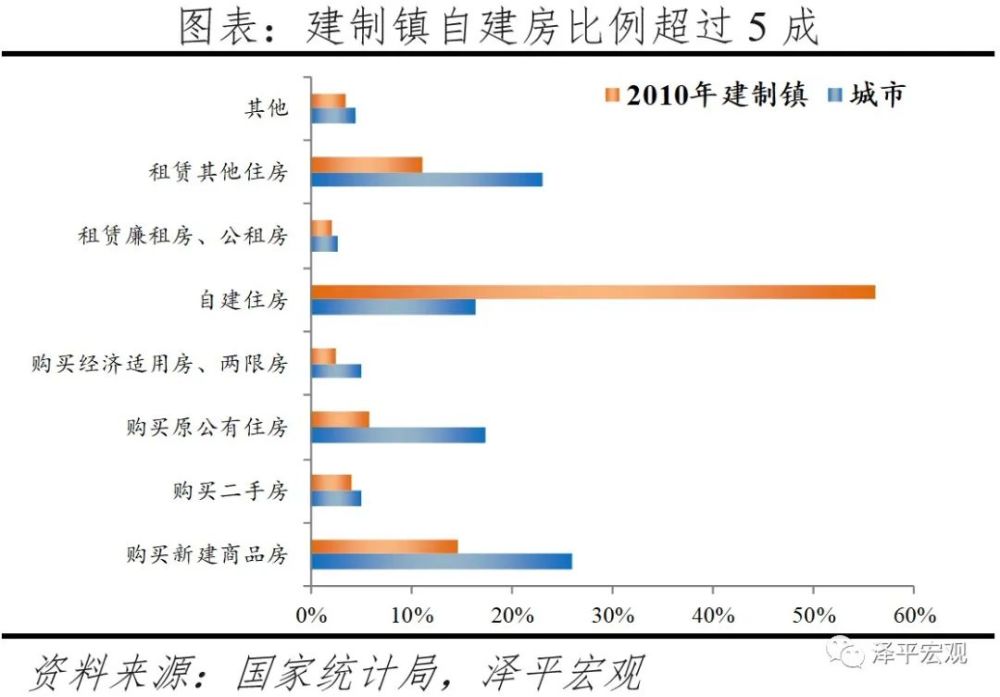 图表：建制镇自建房比例超过 5 成
2010年建制镇 城市
其他
租赁其他住房
租赁廉租房、公租房
自建住房
购买经济适用房、两限房
购买原公有住房
购买二手房
购买新建商品房
0% 10% 20% 30% 40% 50% 60%
泽平宏观
资料来源：国家统计局，泽平宏观